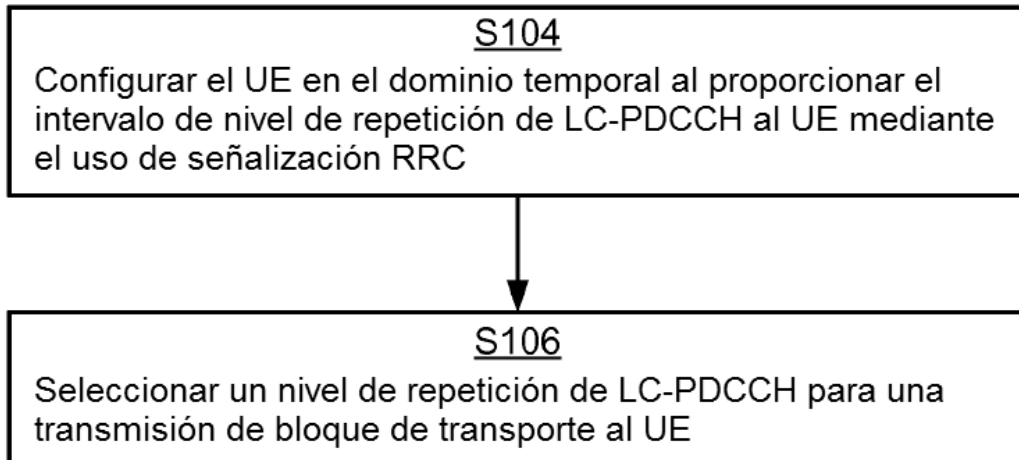 S104
Configurar el UE en el dominio temporal al proporcionar el
intervalo de nivel de repetición de LC-PDCCH al UE mediante
el uso de señalización RRC
S106
Seleccionar un nivel de repetición de LC-PDCCH para una
transmisión de bloque de transporte al UE